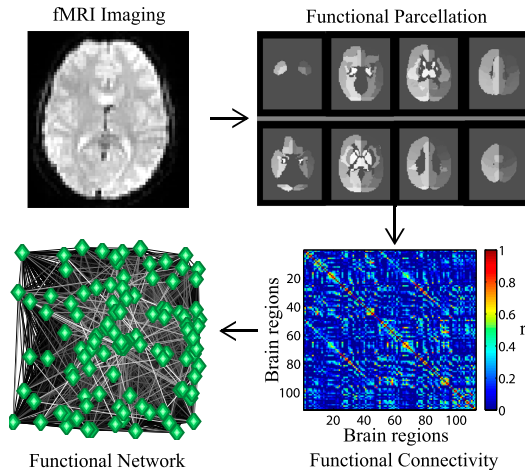 fMRI Imaging
Functional Parcellation
Brain regions
20
40
60
80
100
20 40 60 80 100
Brain regions
1
0.8
0.6
0.4
0.2
0
r
Functional Network
Functional Connectivity